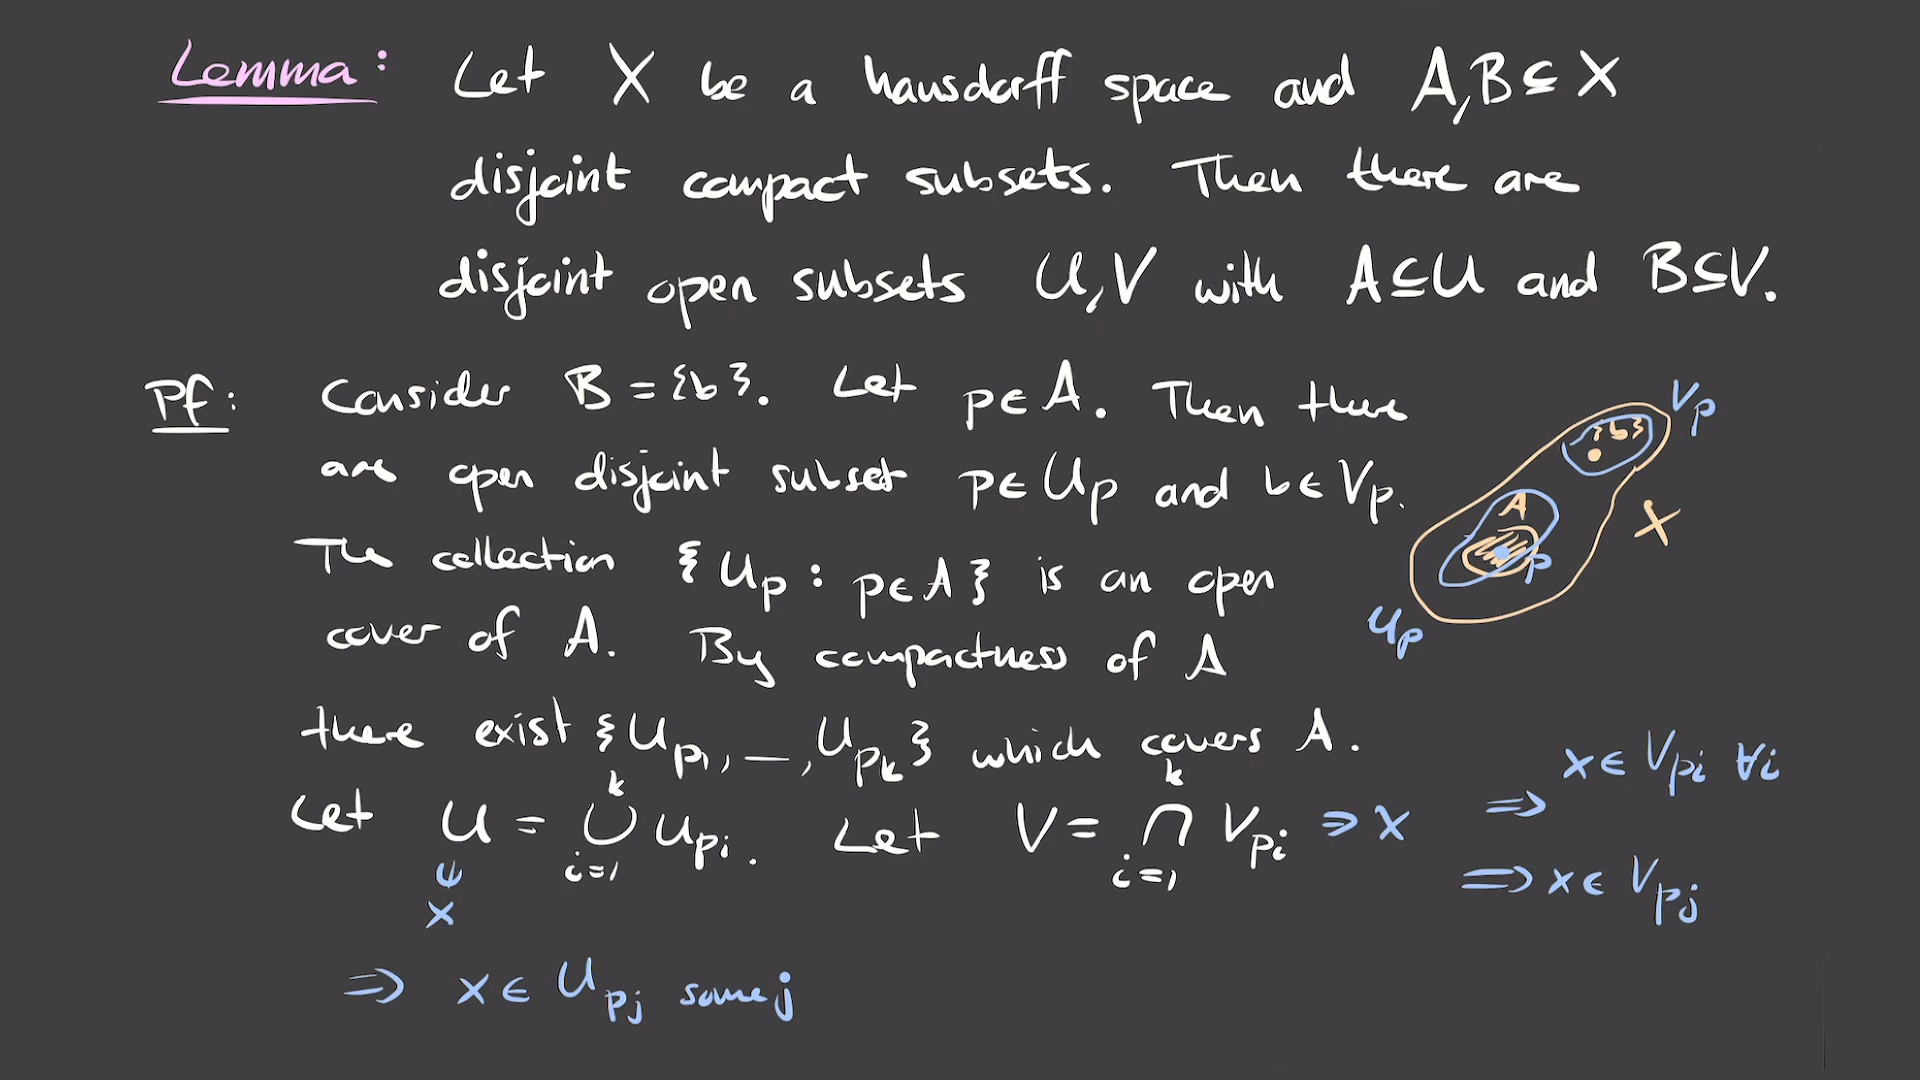 Lemma: Let X be a hausdorff space and A,B⊆X
disjoint compact subsets. Then there are
disjoint open subsets U,V with A⊆U and B⊆V.
Pf: Consider B = {b}. Let p∈A. Then there
are open disjoint subset p∈U_p and b∈V_p.
The collection {U_p : p∈A} is an open
cover of A. By compactness of A
there exist {U_p1, —, U_pk} which covers A.
Let U = ⋃_{i=1}^{k} U_pi. Let V = ⋂_{i=1}^{k} V_pi ∋ x
⇒ x∈V_pi ∀i
⇒ x∈V_pj
∪
x
⇒ x∈U_pj some j
V_p
{b}
A
X
p
U_p